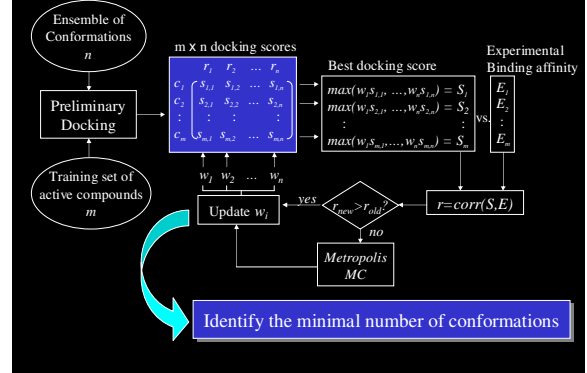 Ensemble of
Conformations
n
Preliminary
Docking
Training set of
active compounds
m
m x n docking scores
r1 r2 ... rn
c1 s1,1 s1,2 ... s1,n
c2 s2,1 s2,2 ... s2,n
: : : :
cm sm,1 sm,2 ... sm,n
w1 w2 ... wn
Update wi
Best docking score
max(w1s1,1, ...,wns1,n) = S1
max(w1s2,1, ...,wns2,n) = S2
: :
max(w1sm,1,...,wnsm,n) = Sm
vs.
Experimental
Binding affinity
E1
E2
:
Em
r=corr(S,E)
rnew>rold?
yes
no
Metropolis
MC
Identify the minimal number of conformations